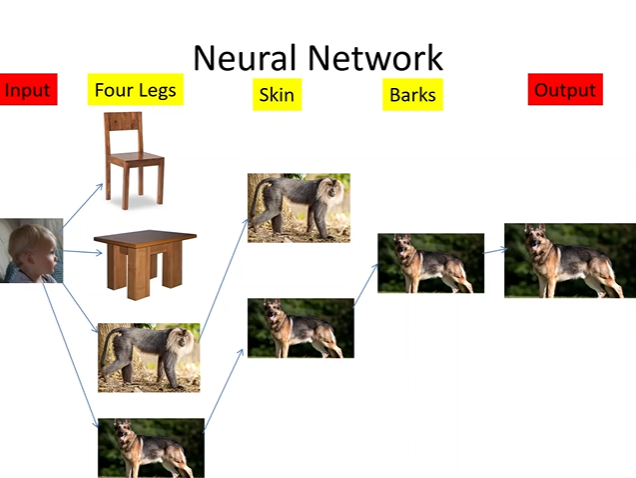 Neural Network
Input
Four Legs
Skin
Barks
Output